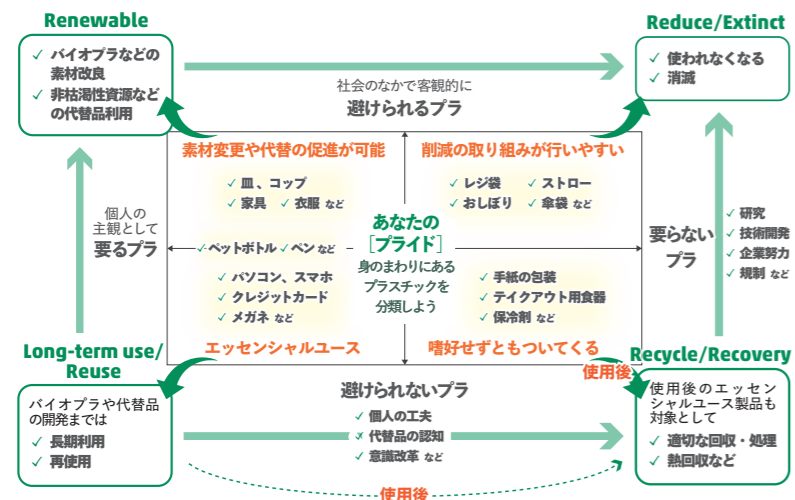 Renewable
✓ バイオプラなどの
素材改良
✓ 非枯渇性資源など
の代替品利用
Reduce/Extinct
✓ 使われなくなる
✓ 消滅
社会のなかで客観的に
避けられるプラ
素材変更や代替の促進が可能
削減の取り組みが行いやすい
✓ 皿、コップ
✓ 家具 ✓ 衣服 など
✓ レジ袋 ✓ ストロー
✓ おしぼり ✓ 傘袋 など
個人の
主観として
要るプラ
✓ ペットボトル ✓ ペン など
あなたの
[プライド]
身のまわりにある
プラスチックを
分類しよう
要らない
プラ
✓ 研究
✓ 技術開発
✓ 企業努力
✓ 規制 など
✓ パソコン、スマホ
✓ クレジットカード
✓ メガネ など
✓ 手紙の包装
✓ テイクアウト用食器
✓ 保冷剤 など
エッセンシャルユース
嗜好せずともついてくる
Long-term use/
Reuse
バイオプラや代替品
の開発までは
✓ 長期利用
✓ 再使用
避けられないプラ
✓ 個人の工夫
✓ 代替品の認知
✓ 意識改革 など
使用後
Recycle/Recovery
使用後のエッセン
シャルユース製品も
対象として
✓ 適切な回収・処理
✓ 熱回収など
使用後